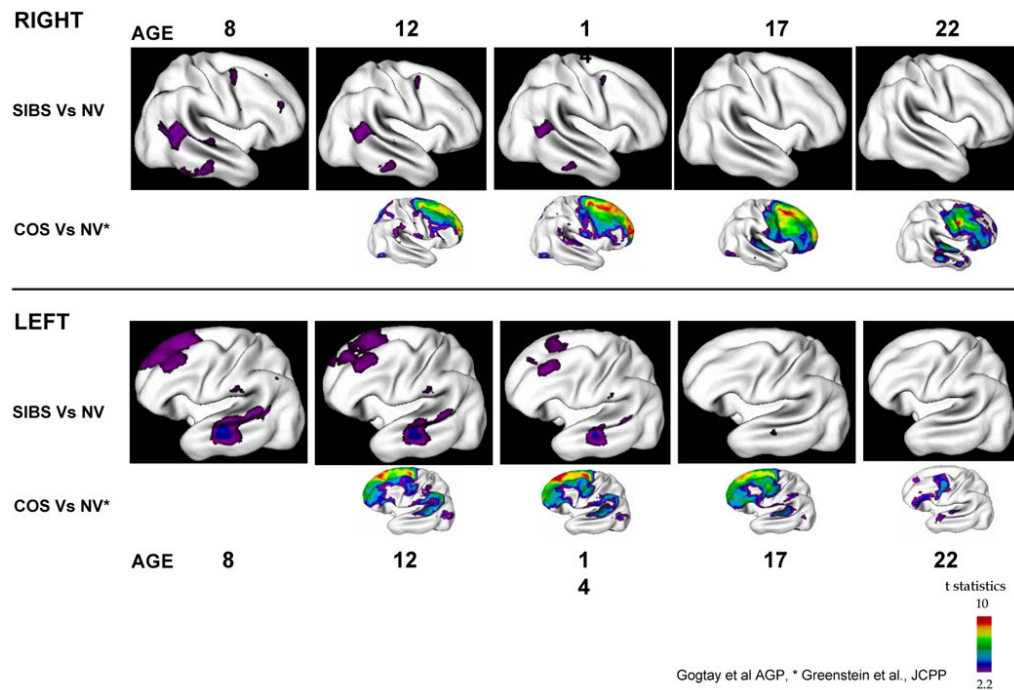 RIGHT
AGE 8 12 1 17 22
4
SIBS Vs NV
COS Vs NV*
LEFT
SIBS Vs NV
COS Vs NV*
AGE 8 12 1 17 22
4
t statistics
10
2.2
Gogtay et al AGP, * Greenstein et al., JCPP